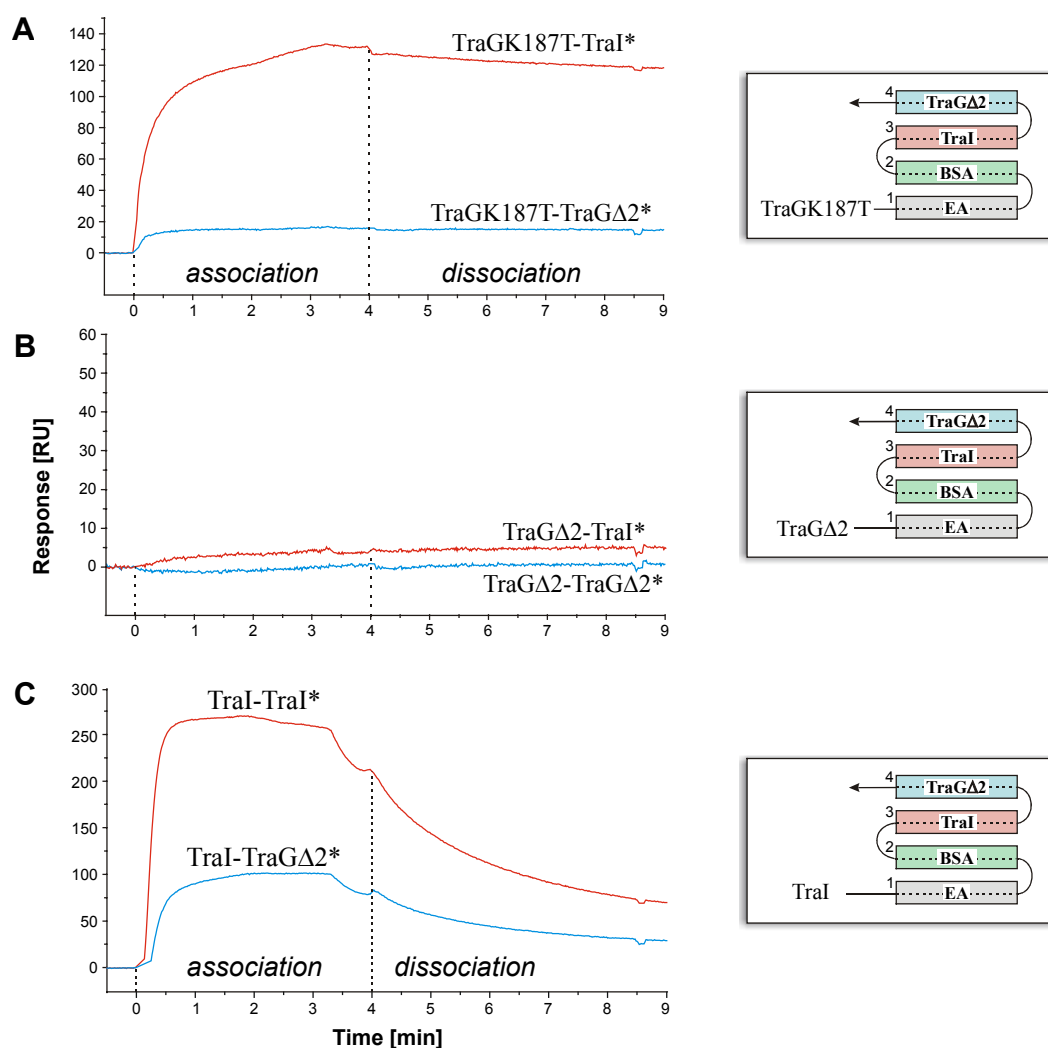 A
140
120
100
80
60
40
20
0
TraGK187T-TraI*
TraGK187T-TraGΔ2*
association
dissociation
0 1 2 3 4 5 6 7 8 9
4
TraGΔ2
3
TraI
2
BSA
TraGK187T
1
EA
B
Response [RU]
60
50
40
30
20
10
0
TraGΔ2-TraI*
TraGΔ2-TraGΔ2*
0 1 2 3 4 5 6 7 8 9
4
TraGΔ2
3
TraI
2
BSA
TraGΔ2
1
EA
C
300
250
200
150
100
50
0
TraI-TraI*
TraI-TraGΔ2*
association
dissociation
0 1 2 3 4 5 6 7 8 9
Time [min]
4
TraGΔ2
3
TraI
2
BSA
TraI
1
EA